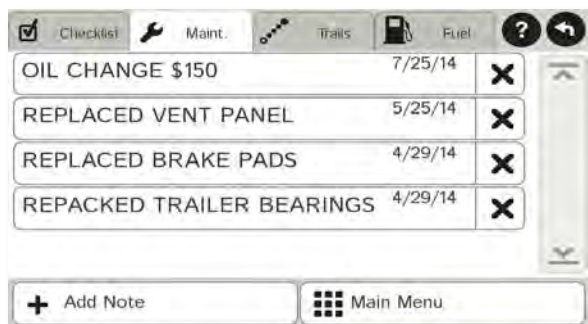 Checklist Maint. Trails Fuel ?
OIL CHANGE $150 7/25/14
REPLACED VENT PANEL 5/25/14
REPLACED BRAKE PADS 4/29/14
REPACKED TRAILER BEARINGS 4/29/14
Add Note Main Menu